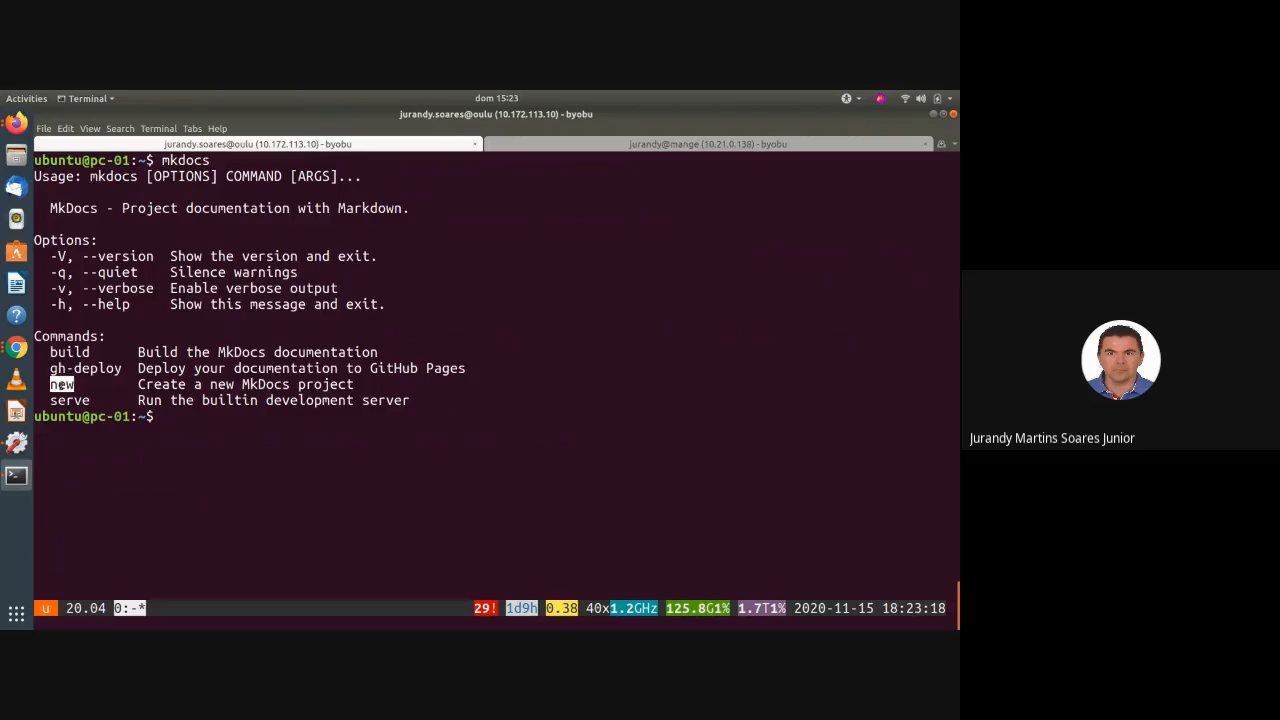 Activities Terminal dom 15:23
jurandy.soares@oulu (10.172.113.10) - byobu
File Edit View Search Terminal Tabs Help
jurandy.soares@oulu (10.172.113.10) - byobu jurandy@mange (10.21.0.138) - byobu
ubuntu@pc-01:~$ mkdocs
Usage: mkdocs [OPTIONS] COMMAND [ARGS]...
MkDocs - Project documentation with Markdown.
Options:
-V, --version Show the version and exit.
-q, --quiet Silence warnings
-v, --verbose Enable verbose output
-h, --help Show this message and exit.
Commands:
build Build the MkDocs documentation
gh-deploy Deploy your documentation to GitHub Pages
new Create a new MkDocs project
serve Run the builtin development server
ubuntu@pc-01:~$
Jurandy Martins Soares Junior
u 20.04 0:-* 29! 1d9h 0.38 40x1.2GHz 125.8G1% 1.7T1% 2020-11-15 18:23:18